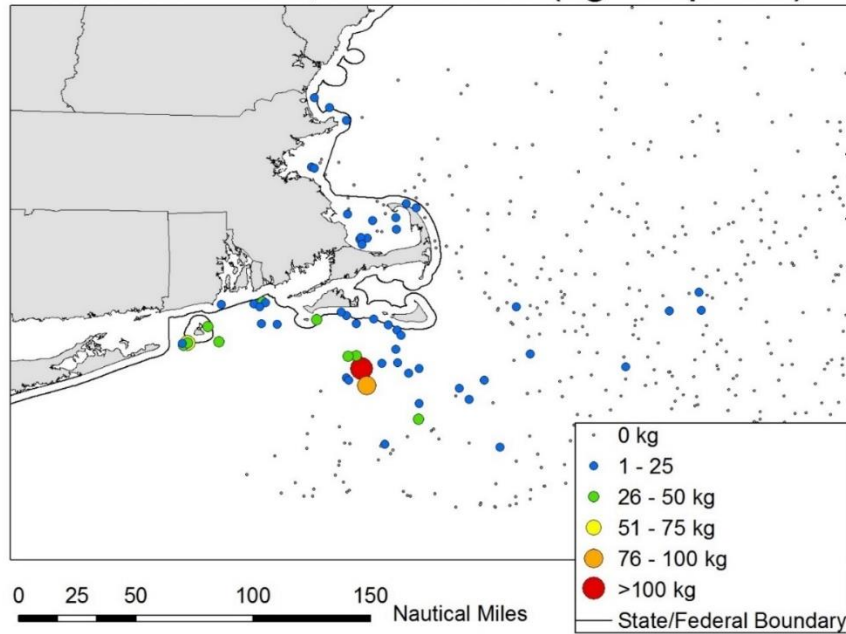 0 kg
1 - 25
26 - 50 kg
51 - 75 kg
76 - 100 kg
>100 kg
State/Federal Boundary
0 25 50 100 150
Nautical Miles